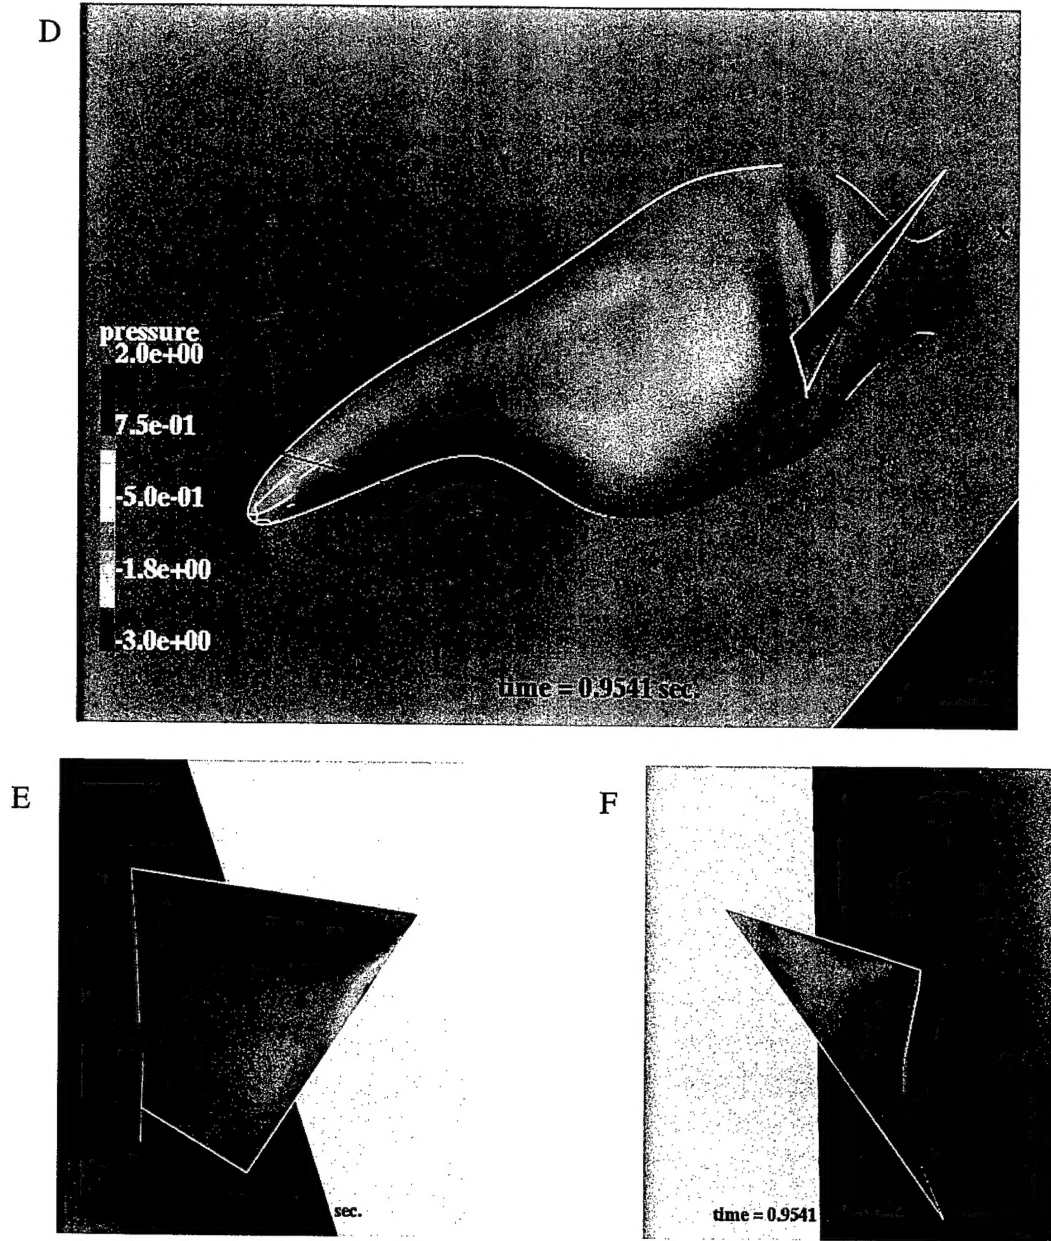 D
pressure
2.0e+00
7.5e-01
-5.0e-01
-1.8e+00
-3.0e+00
time = 0.9541 sec.
E
F
sec.
time = 0.9541